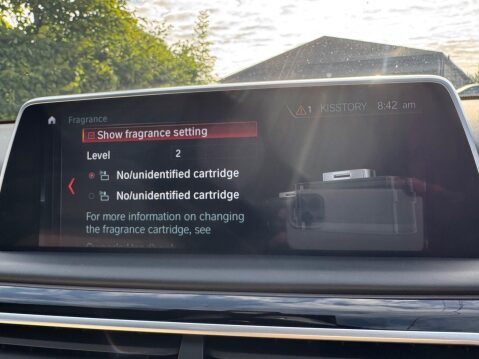 Fragrance
1 KISSTORY 8:42 am
Show fragrance setting
Level 2
No/unidentified cartridge
No/unidentified cartridge
For more information on changing
the fragrance cartridge, see